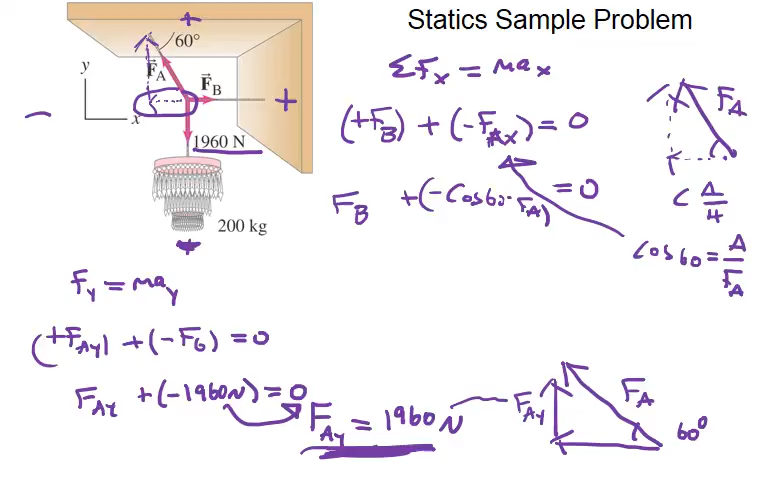 Statics Sample Problem
60°
y
F_A
F_B
x
1960 N
200 kg
ΣF_x = ma_x
(+F_B) + (-F_Ax) = 0
F_B + (-Cos60· F_A) = 0
F_A
C A/H
Cos60 = A/F_A
F_y = ma_y
(+F_Ay) + (-F_G) = 0
F_Ay + (-1960N) = 0
F_Ay = 1960 N
F_Ay
F_A
60°